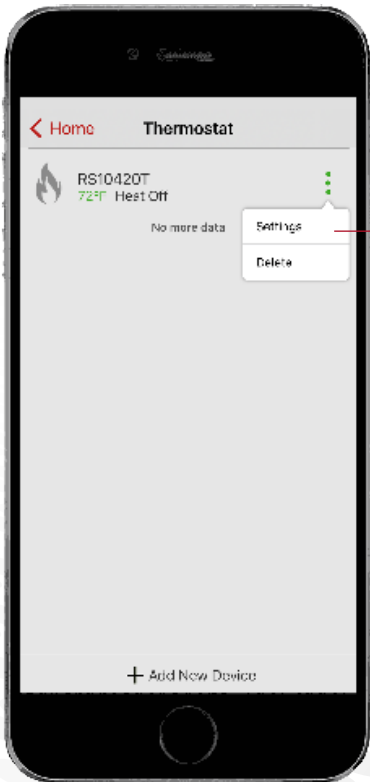 Home Thermostat
RS10420T
72°F Heat Off
No more data
Settings
Delete
+ Add New Device